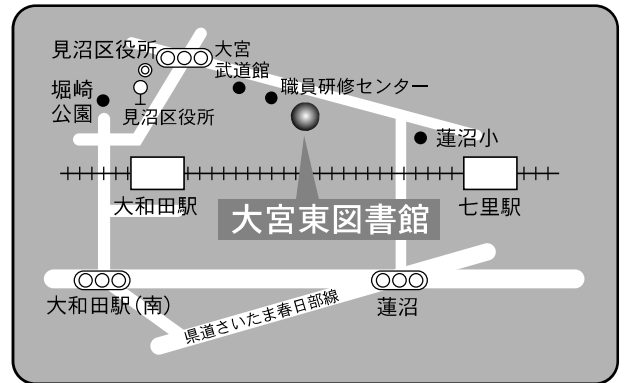 見沼区役所
大宮
武道館
職員研修センター
堀崎
公園
見沼区役所
蓮沼小
大和田駅
大宮東図書館
七里駅
大和田駅(南)
県道さいたま春日部線
蓮沼